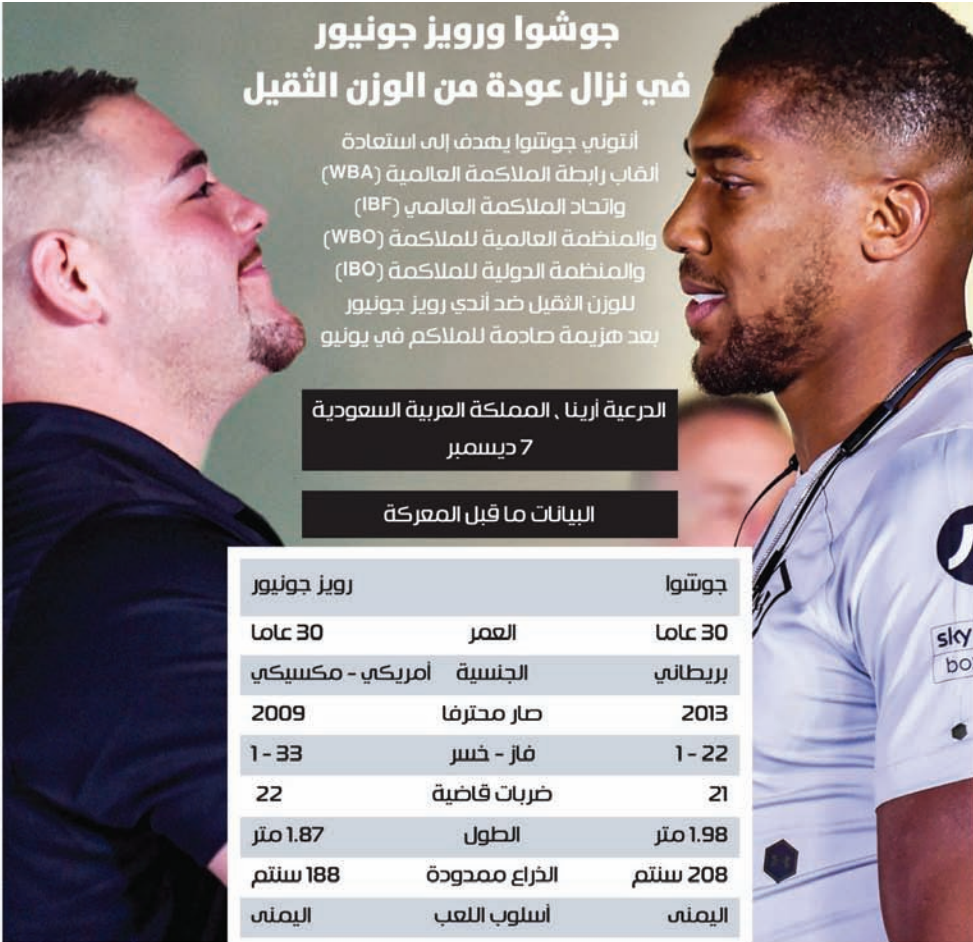 جوشوا ورويز جونيور
في نزال عودة من الوزن الثقيل
أنتوني جوشوا يهدف إلى استعادة
ألقاب رابطة الملاكمة العالمية (WBA)
واتحاد الملاكمة العالمي (IBF)
والمنظمة العالمية للملاكمة (WBO)
والمنظمة الدولية للملاكمة (IBO)
للوزن الثقيل ضد أندي رويز جونيور
بعد هزيمة صادمة للملاكم في يونيو
الدرعية أرينا ، المملكة العربية السعودية
7 ديسمبر
البيانات ما قبل المعركة
جوشوا رويز جونيور
30 عاما العمر 30 عاما
بريطاني الجنسية أمريكي - مكسيكي
2013 صار محترفا 2009
22 - 1 فاز - خسر 33 - 1
21 ضربات قاضية 22
1.98 متر الطول 1.87 متر
208 سنتم الذراع ممدودة 188 سنتم
اليمنى أسلوب اللعب اليمنى
sky
bo